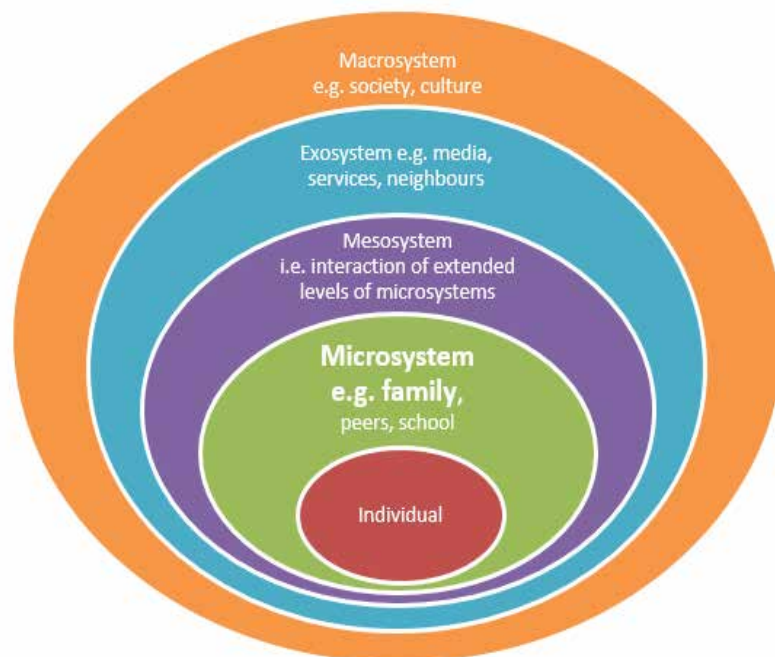 Macrosystem
e.g. society, culture
Exosystem e.g. media,
services, neighbours
Mesosystem
i.e. interaction of extended
levels of microsystems
Microsystem
e.g. family,
peers, school
Individual